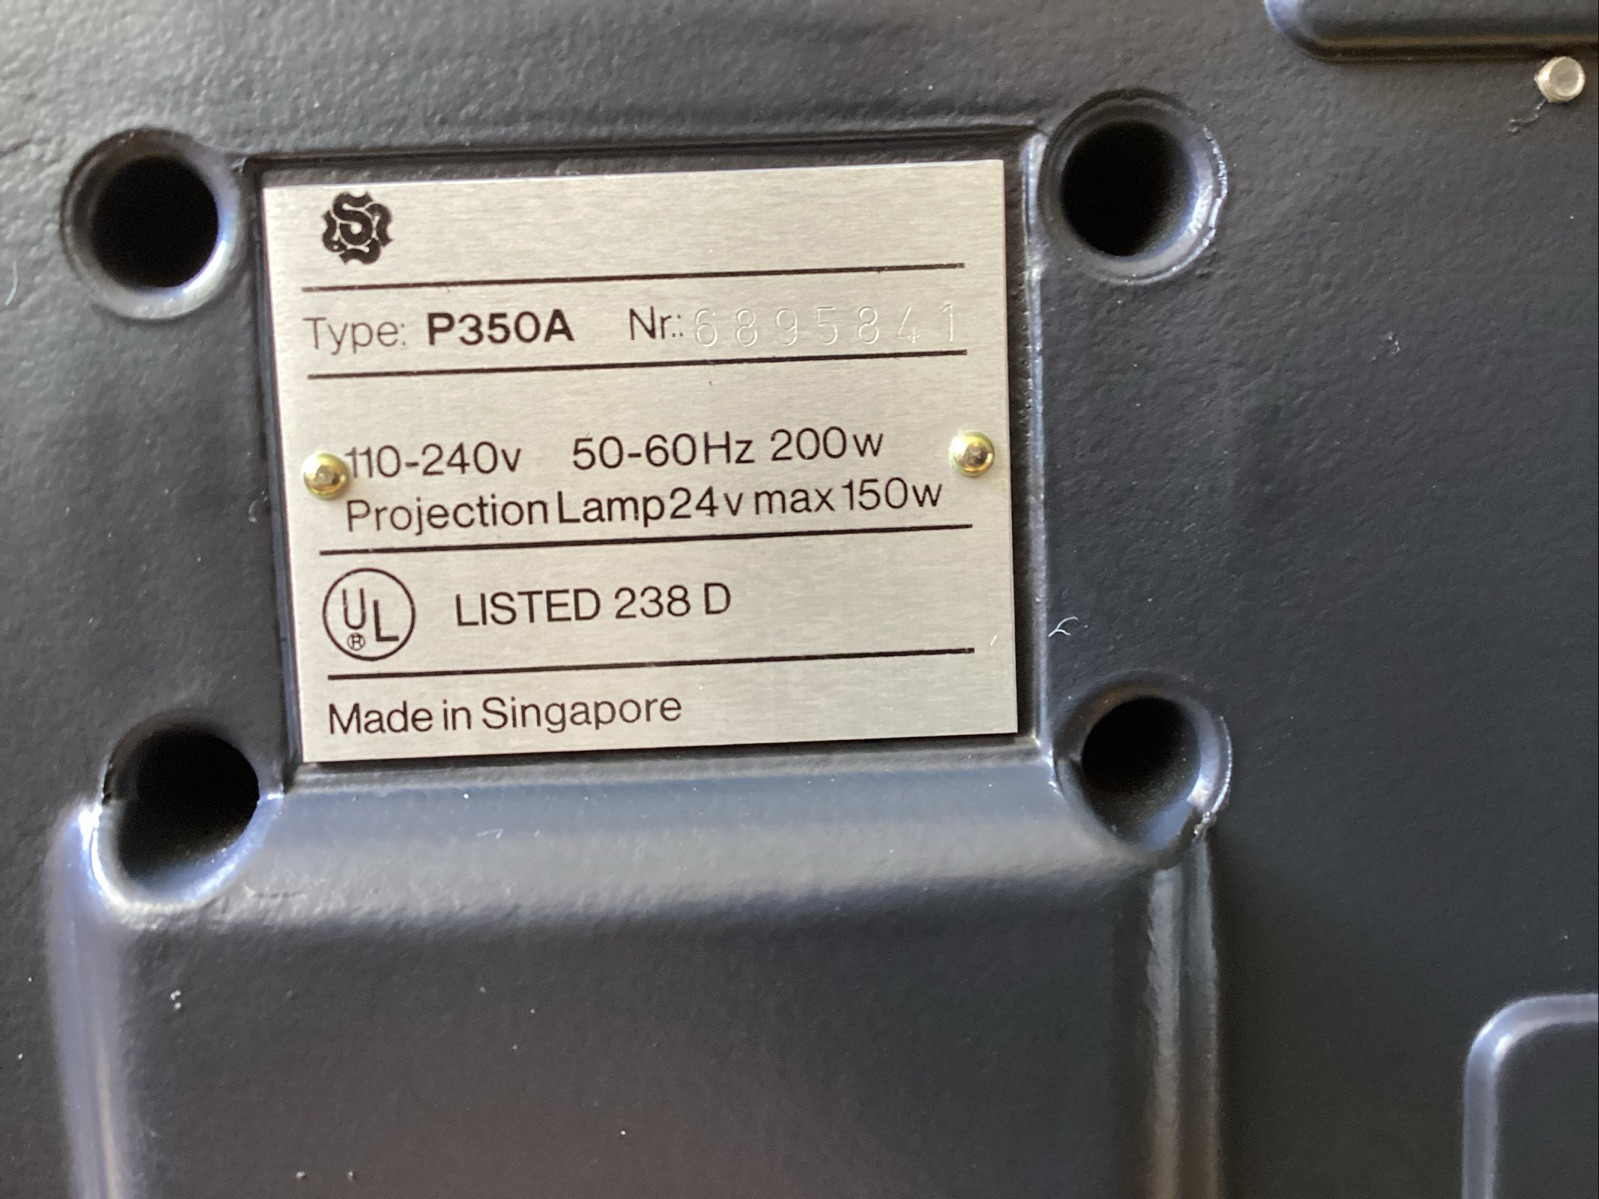 Type: P350A Nr.: 6895841
110-240v 50-60Hz 200w
Projection Lamp 24v max 150w
UL® LISTED 238 D
Made in Singapore